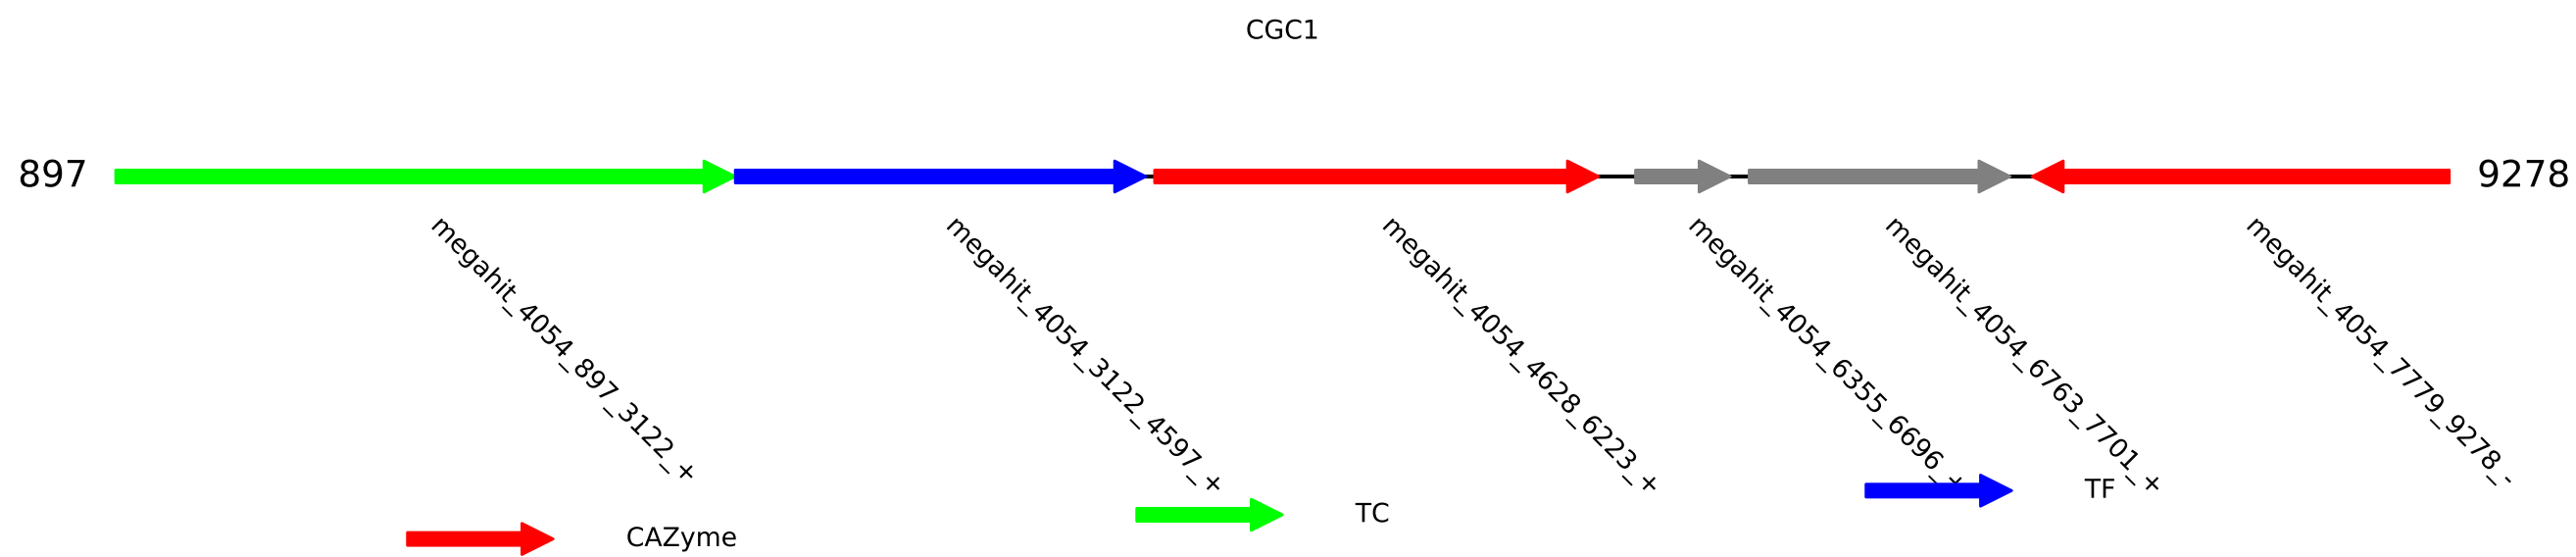 CGC1
897
9278
megahit_4054_897_3122_+
megahit_4054_3122_4597_+
megahit_4054_4628_6223_+
megahit_4054_6355_6696_+
megahit_4054_6763_7701_+
megahit_4054_7779_9278_-
CAZyme
TC
TF